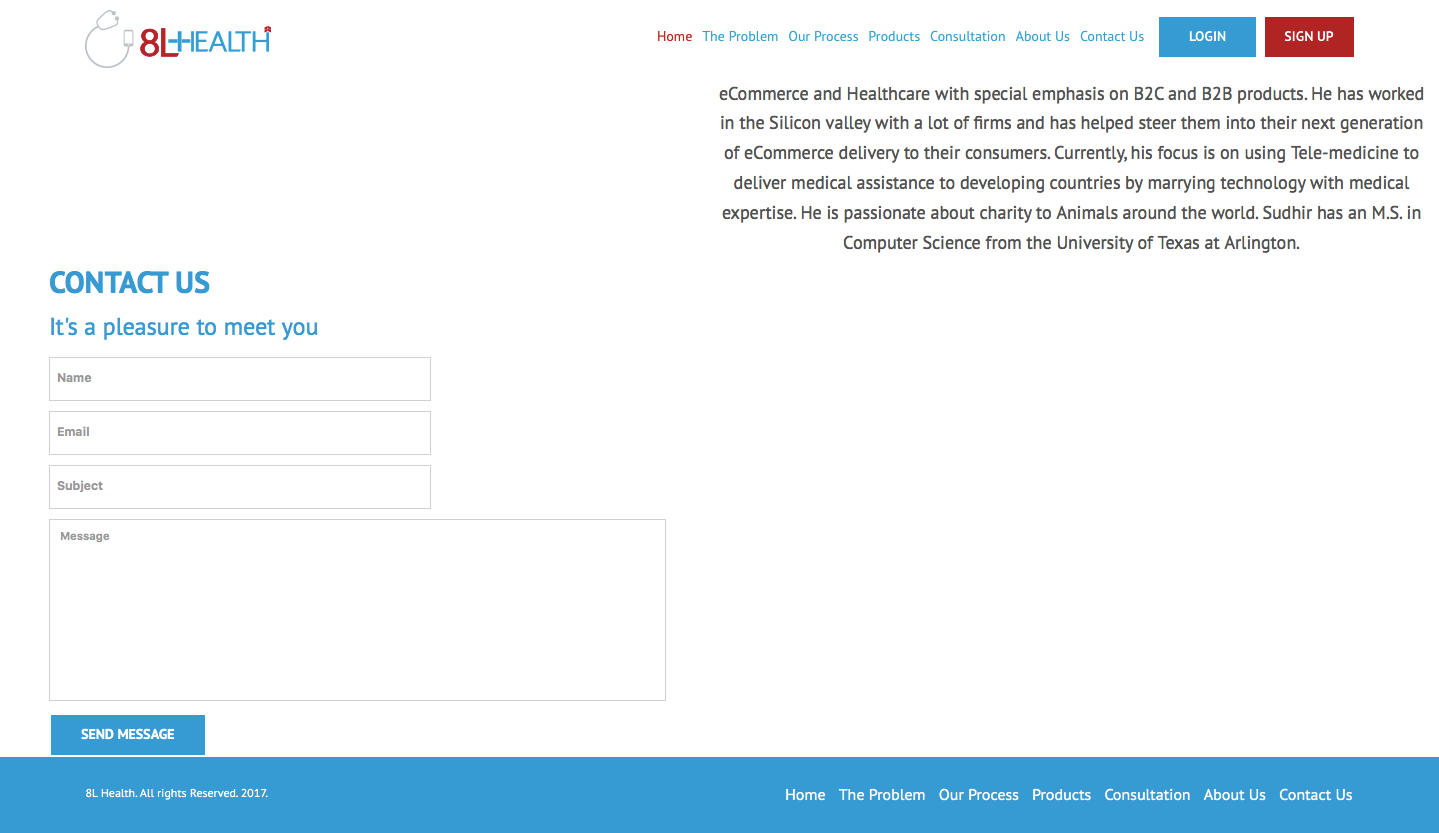 8L HEALTH
Home The Problem Our Process Products Consultation About Us Contact Us LOGIN SIGN UP
eCommerce and Healthcare with special emphasis on B2C and B2B products. He has worked
in the Silicon valley with a lot of firms and has helped steer them into their next generation
of eCommerce delivery to their consumers. Currently, his focus is on using Tele-medicine to
deliver medical assistance to developing countries by marrying technology with medical
expertise. He is passionate about charity to Animals around the world. Sudhir has an M.S. in
Computer Science from the University of Texas at Arlington.
CONTACT US
It's a pleasure to meet you
Name
Email
Subject
Message
SEND MESSAGE
8L Health. All rights Reserved. 2017.
Home The Problem Our Process Products Consultation About Us Contact Us